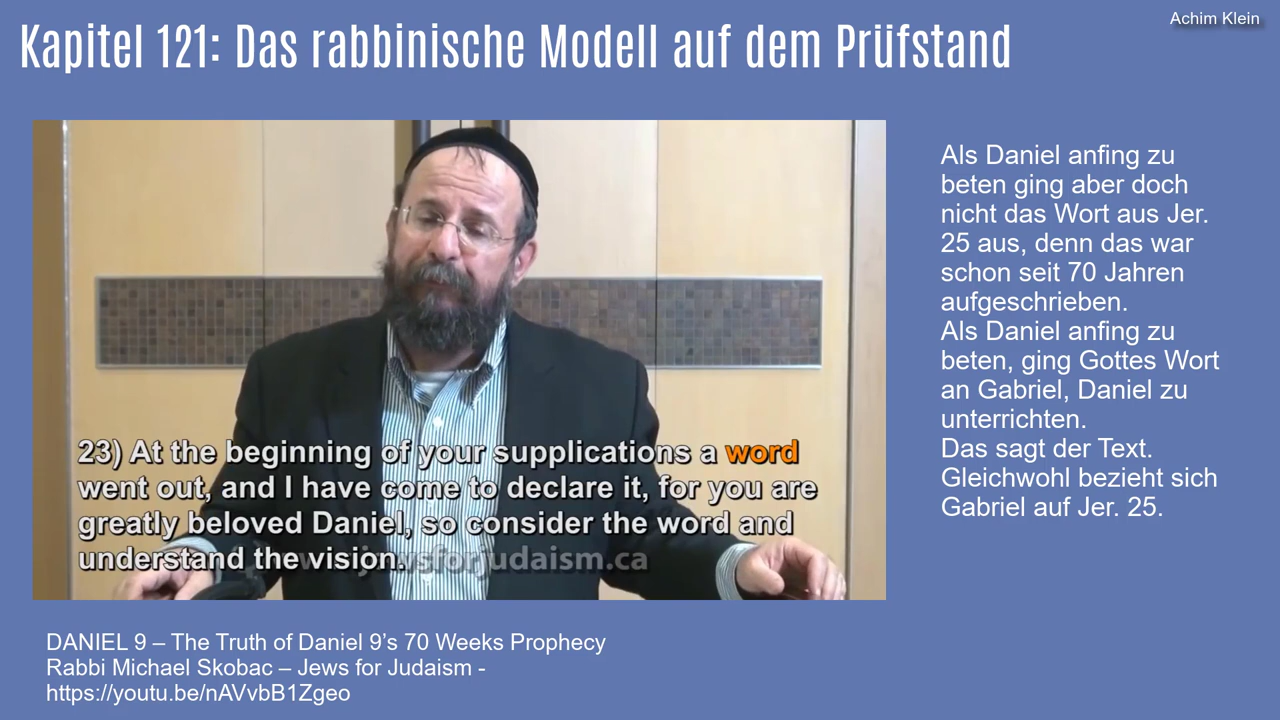 Achim Klein
Kapitel 121: Das rabbinische Modell auf dem Prüfstand
23) At the beginning of your supplications a word
went out, and I have come to declare it, for you are
greatly beloved Daniel, so consider the word and
understand the vision.
jewsforjudaism.ca
Als Daniel anfing zu
beten ging aber doch
nicht das Wort aus Jer.
25 aus, denn das war
schon seit 70 Jahren
aufgeschrieben.
Als Daniel anfing zu
beten, ging Gottes Wort
an Gabriel, Daniel zu
unterrichten.
Das sagt der Text.
Gleichwohl bezieht sich
Gabriel auf Jer. 25.
DANIEL 9 – The Truth of Daniel 9’s 70 Weeks Prophecy
Rabbi Michael Skobac – Jews for Judaism -
https://youtu.be/nAVvbB1Zgeo